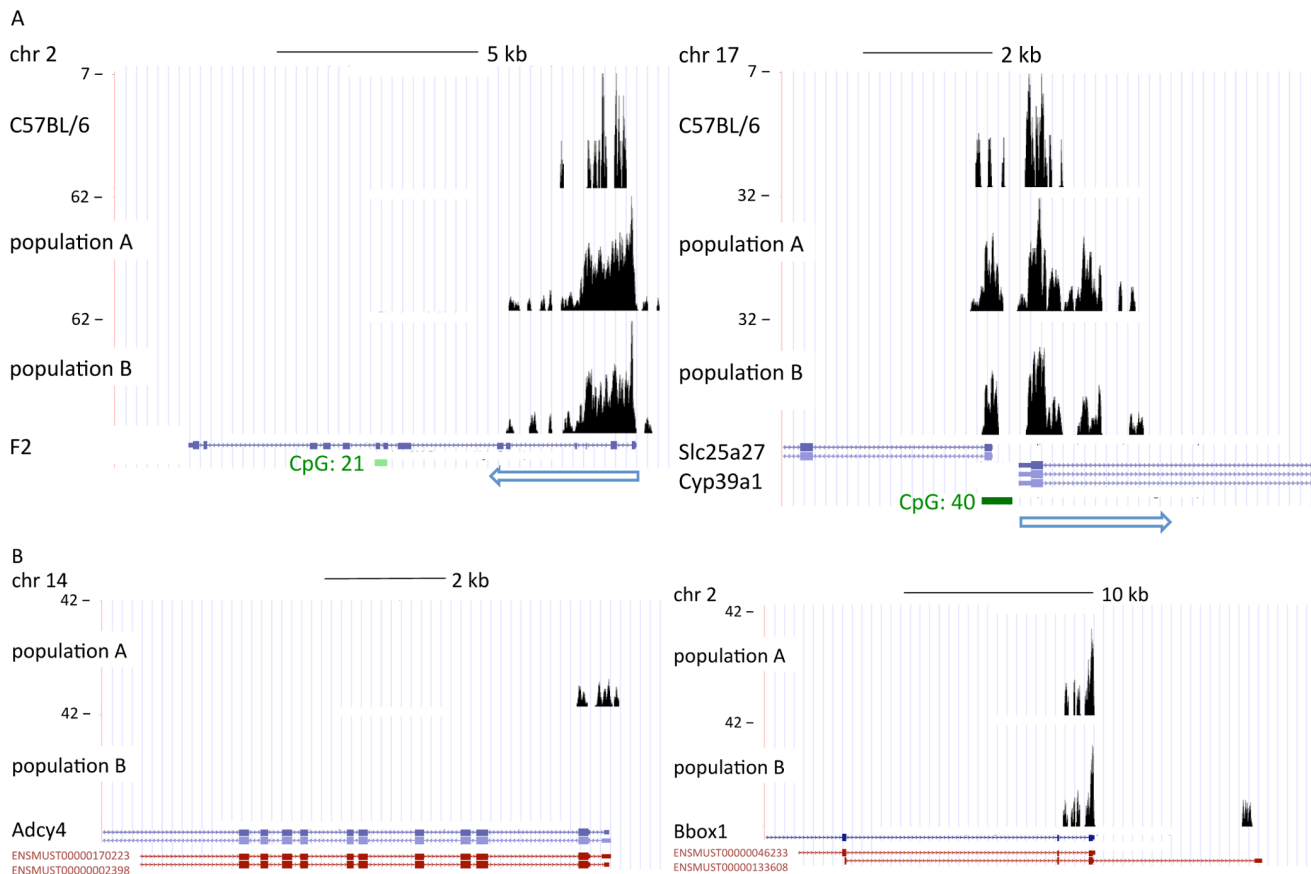 A
chr 2
5 kb
7
C57BL/6
62
population A
62
population B
F2
CpG: 21
chr 17
2 kb
7
C57BL/6
32
population A
32
population B
Slc25a27
Cyp39a1
CpG: 40
B
chr 14
2 kb
42
population A
42
population B
Adcy4
ENSMUST00000170223
ENSMUST00000002398
chr 2
10 kb
42
population A
42
population B
Bbox1
ENSMUST00000046233
ENSMUST00000133608